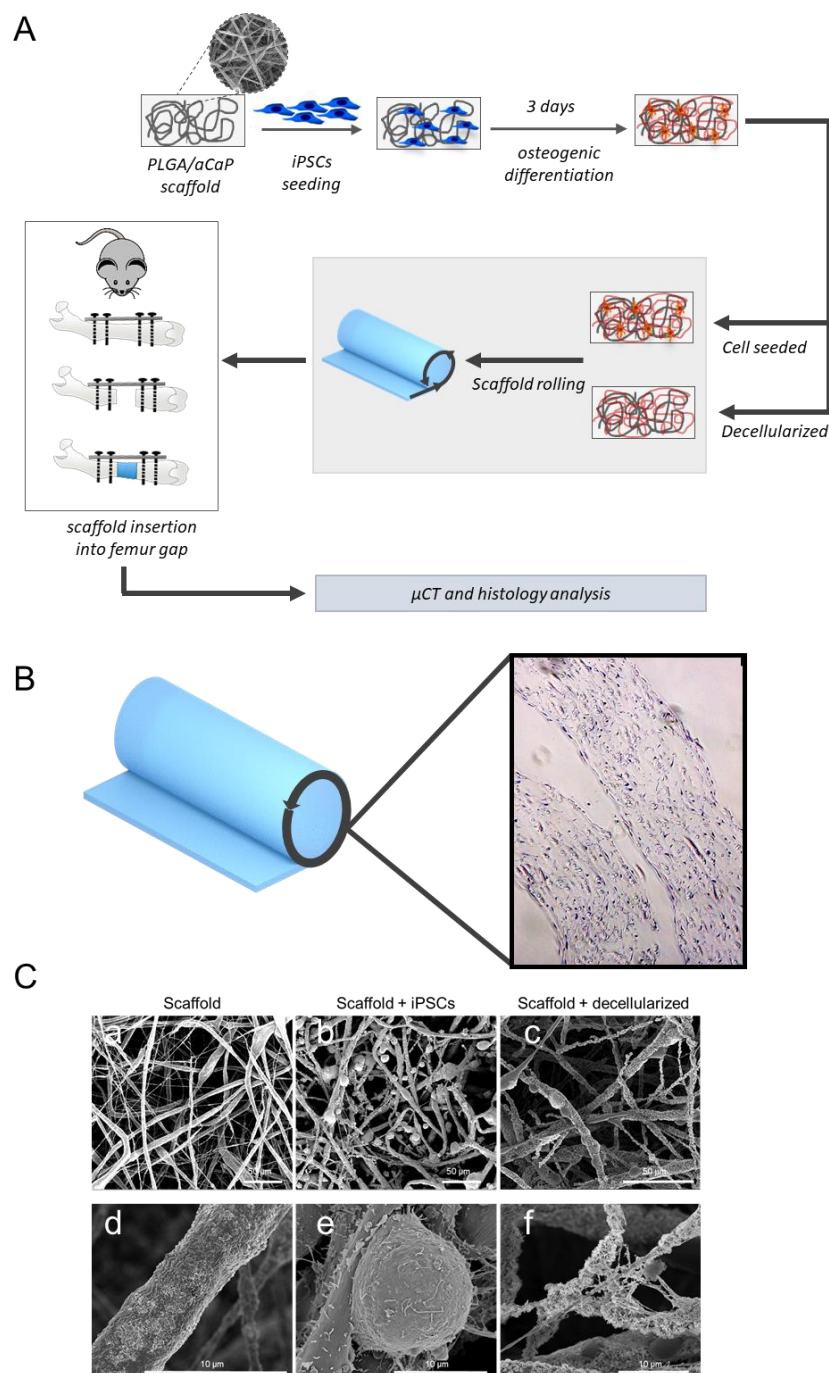 A
PLGA/aCaP
scaffold
iPSCs
seeding
3 days
osteogenic
differentiation
Cell seeded
Scaffold rolling
Decellularized
scaffold insertion
into femur gap
µCT and histology analysis
B
C
Scaffold
Scaffold + iPSCs
Scaffold + decellularized
a
b
c
50 µm
50 µm
50 µm
d
e
f
10 µm
10 µm
10 µm